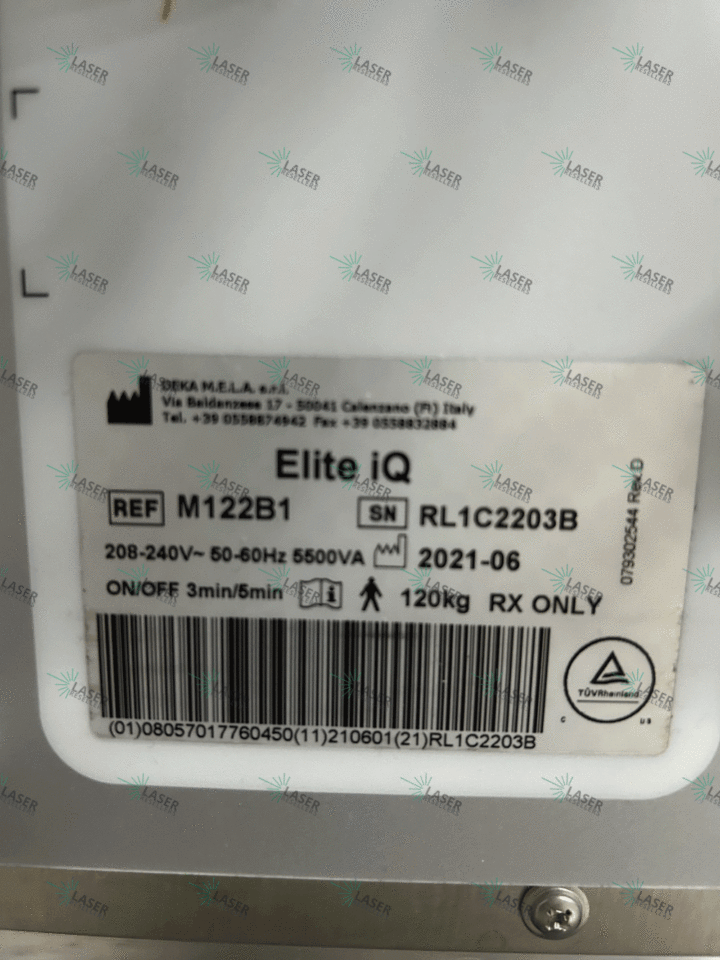 DEKA M.E.L.A. s.r.l.
Via Baldanzese 17 - 50041 Calenzano (FI) Italy
Tel. +39 0558874942 Fax +39 0558832884
Elite iQ
REF M122B1 SN RL1C2203B
208-240V~ 50-60Hz 5500VA 2021-06
ON/OFF 3min/5min 120kg RX ONLY
(01)08057017760450(11)210601(21)RL1C2203B
079302544 Rev.D
TÜVRheinland
C US
LASER RESELLERS